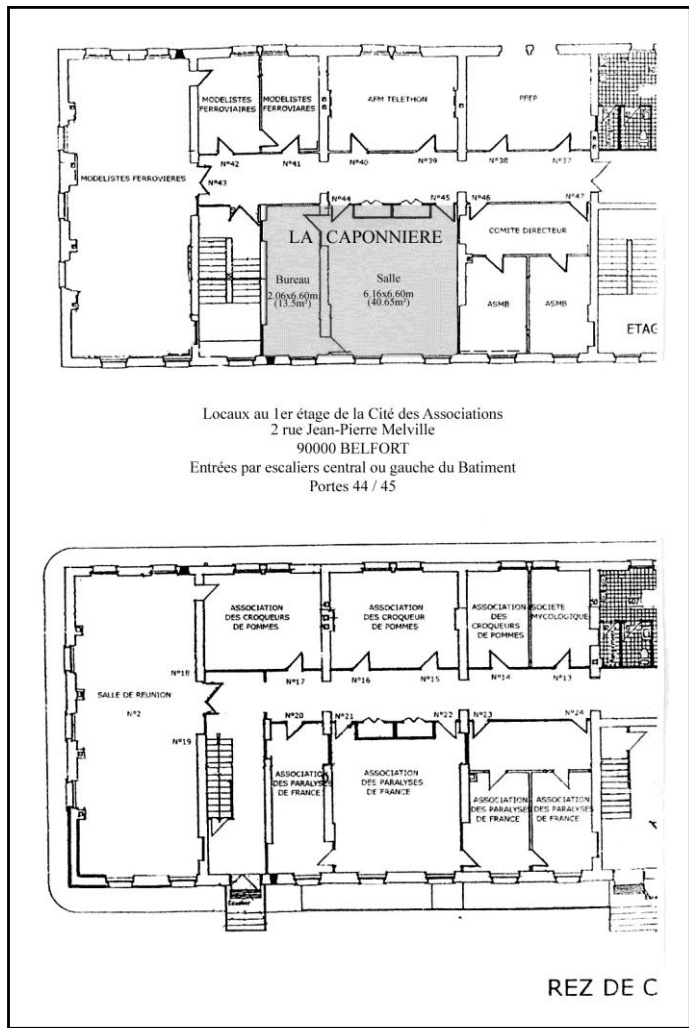 MODELISTES
FERROVIAIRES
MODELISTES
FERROVIARES
AFM TELETHON
PFEP
N°42
N°41
N°40
N°39
N°38
N°37
MODELISTES FERROVIERES
N°43
N°44
N°45
N°46
N°47
LA CAPONNIERE
COMITE DIRECTEUR
Bureau
2.06x6.60m
(13.5m²)
Salle
6.16x6.60m
(40.65m²)
ASMB
ASMB
ETAG
Locaux au 1er étage de la Cité des Associations
2 rue Jean-Pierre Melville
90000 BELFORT
Entrées par escaliers central ou gauche du Batiment
Portes 44 / 45
ASSOCIATION
DES CROQUEURS
DE POMMES
ASSOCIATION
DES CROQUEUR
DE POMMES
ASSOCIATION
DES CROQUEURS
DE POMMES
SOCIETE
MYCOLOGIQUE
N°18
N°17
N°16
N°15
N°14
N°13
SALLE DE REUNION
N°2
N°19
N°20
N°21
N°22
N°23
N°24
ASSOCIATION
DES PARALYSES
DE FRANCE
ASSOCIATION
DES PARALYSES
DE FRANCE
ASSOCIATION
DES PARALYSES
DE FRANCE
ASSOCIATION
DES PARALYSES
DE FRANCE
REZ DE C